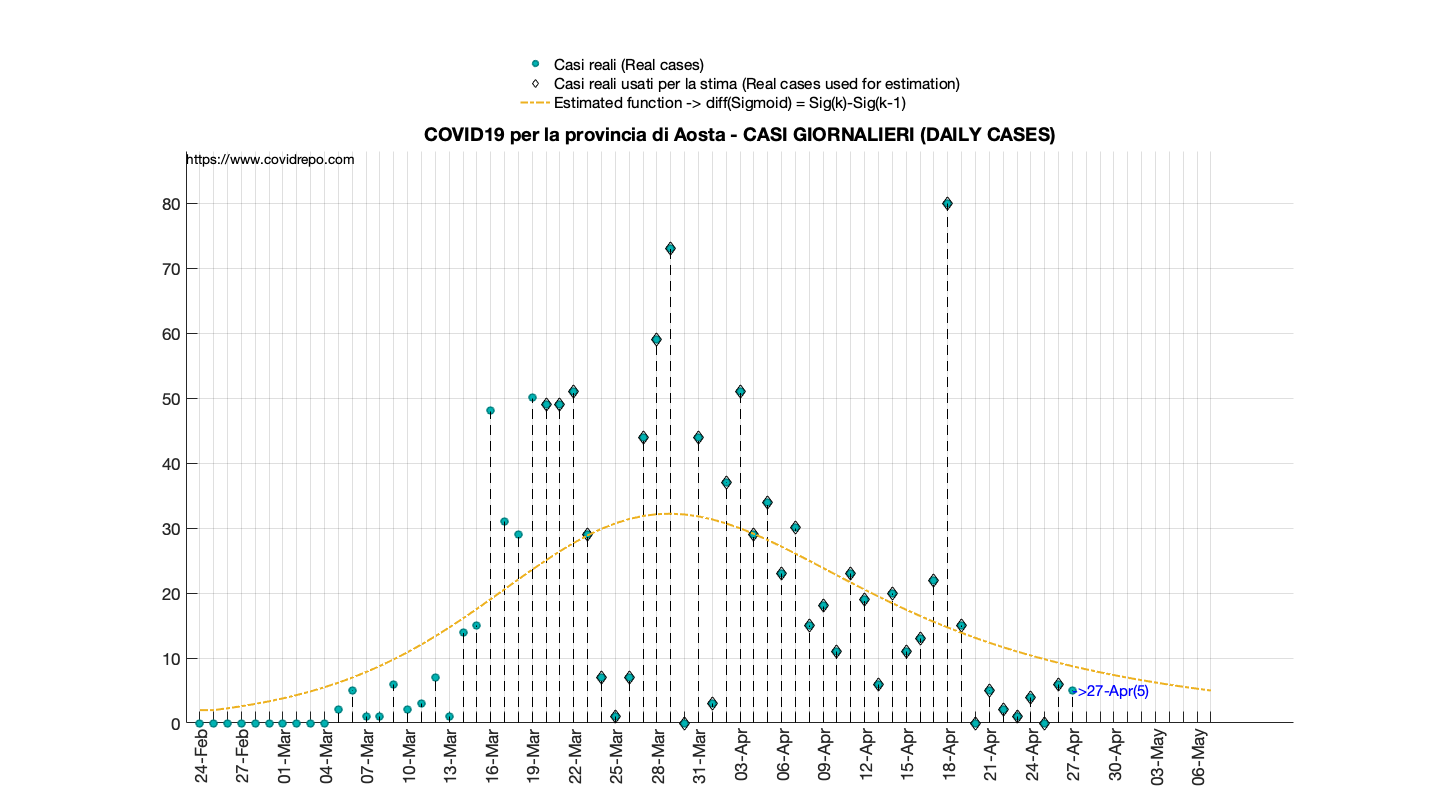 Casi reali (Real cases)
Casi reali usati per la stima (Real cases used for estimation)
Estimated function -> diff(Sigmoid) = Sig(k)-Sig(k-1)
COVID19 per la provincia di Aosta - CASI GIORNALIERI (DAILY CASES)
https://www.covidrepo.com
80
70
60
50
40
30
20
10
0
->27-Apr(5)
24-Feb
27-Feb
01-Mar
04-Mar
07-Mar
10-Mar
13-Mar
16-Mar
19-Mar
22-Mar
25-Mar
28-Mar
31-Mar
03-Apr
06-Apr
09-Apr
12-Apr
15-Apr
18-Apr
21-Apr
24-Apr
27-Apr
30-Apr
03-May
06-May